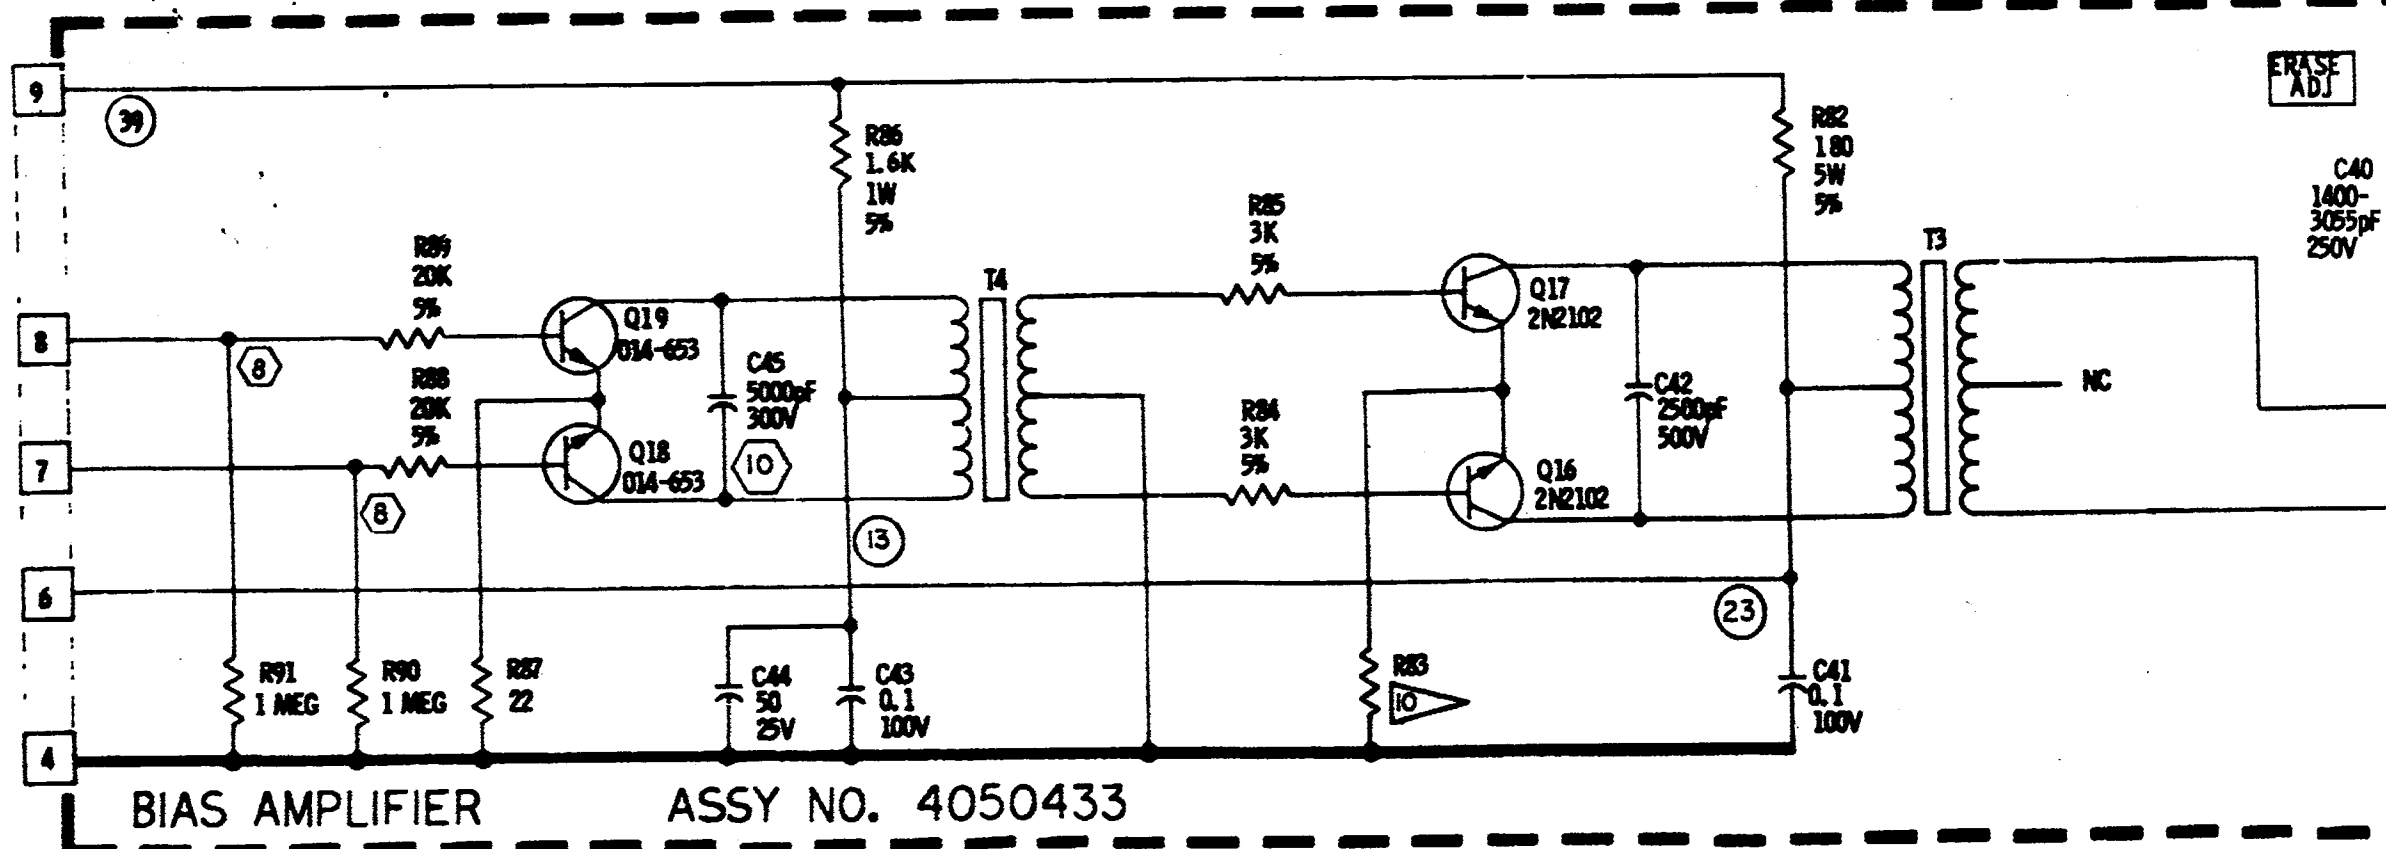 9
39
ERASE
ADJ
R86
1.6K
1W
5%
R82
180
5W
5%
C40
1400-
3055pF
250V
R89
20K
5%
R85
3K
5%
T4
T3
8
8
Q19
014-653
C45
5000pF
300V
10
Q17
2N2102
C42
2500pF
500V
NC
R88
20K
5%
7
8
Q18
014-653
R84
3K
5%
Q16
2N2102
13
6
23
R91
1 MEG
R90
1 MEG
R87
22
C44
50
25V
C43
0.1
100V
R83
10
C41
0.1
100V
4
BIAS AMPLIFIER ASSY NO. 4050433